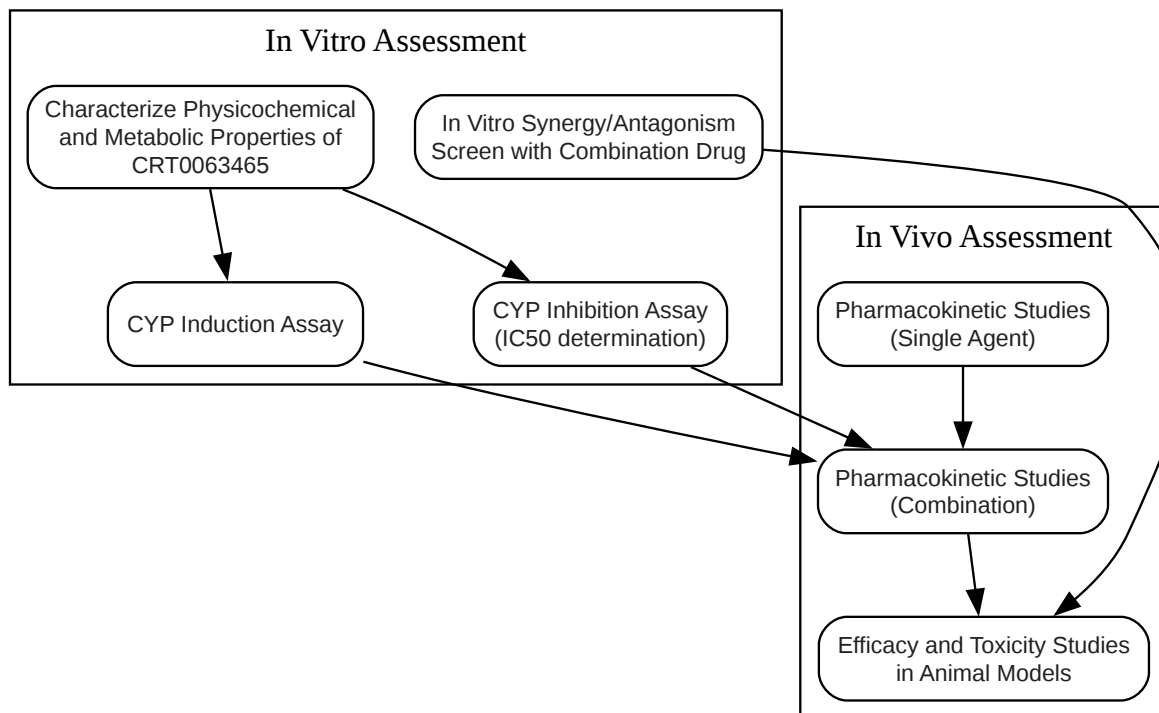 In Vitro Assessment
Characterize Physicochemical
and Metabolic Properties of
CRT0063465
In Vitro Synergy/Antagonism
Screen with Combination Drug
CYP Induction Assay
CYP Inhibition Assay
(IC50 determination)
In Vivo Assessment
Pharmacokinetic Studies
(Single Agent)
Pharmacokinetic Studies
(Combination)
Efficacy and Toxicity Studies
in Animal Models